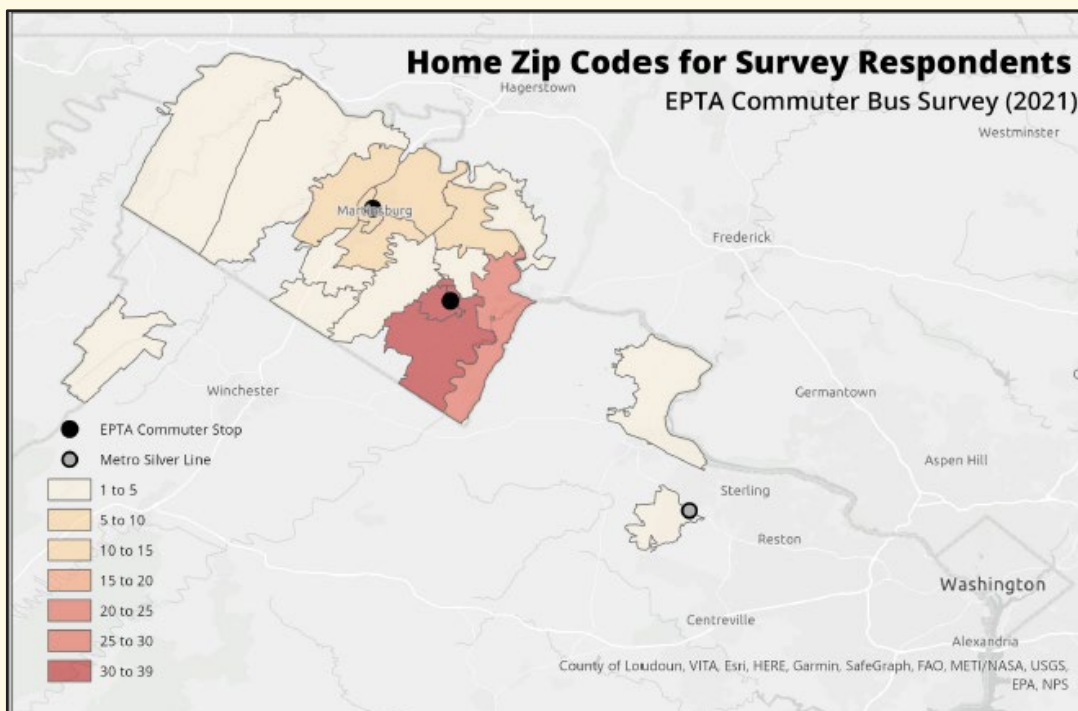 Home Zip Codes for Survey Respondents
EPTA Commuter Bus Survey (2021)
Hagerstown
Westminster
Martinsburg
Frederick
Winchester
Germantown
Aspen Hill
Sterling
Reston
Washington
Centreville
Alexandria
EPTA Commuter Stop
Metro Silver Line
1 to 5
5 to 10
10 to 15
15 to 20
20 to 25
25 to 30
30 to 39
County of Loudoun, VITA, Esri, HERE, Garmin, SafeGraph, FAO, METI/NASA, USGS,
EPA, NPS